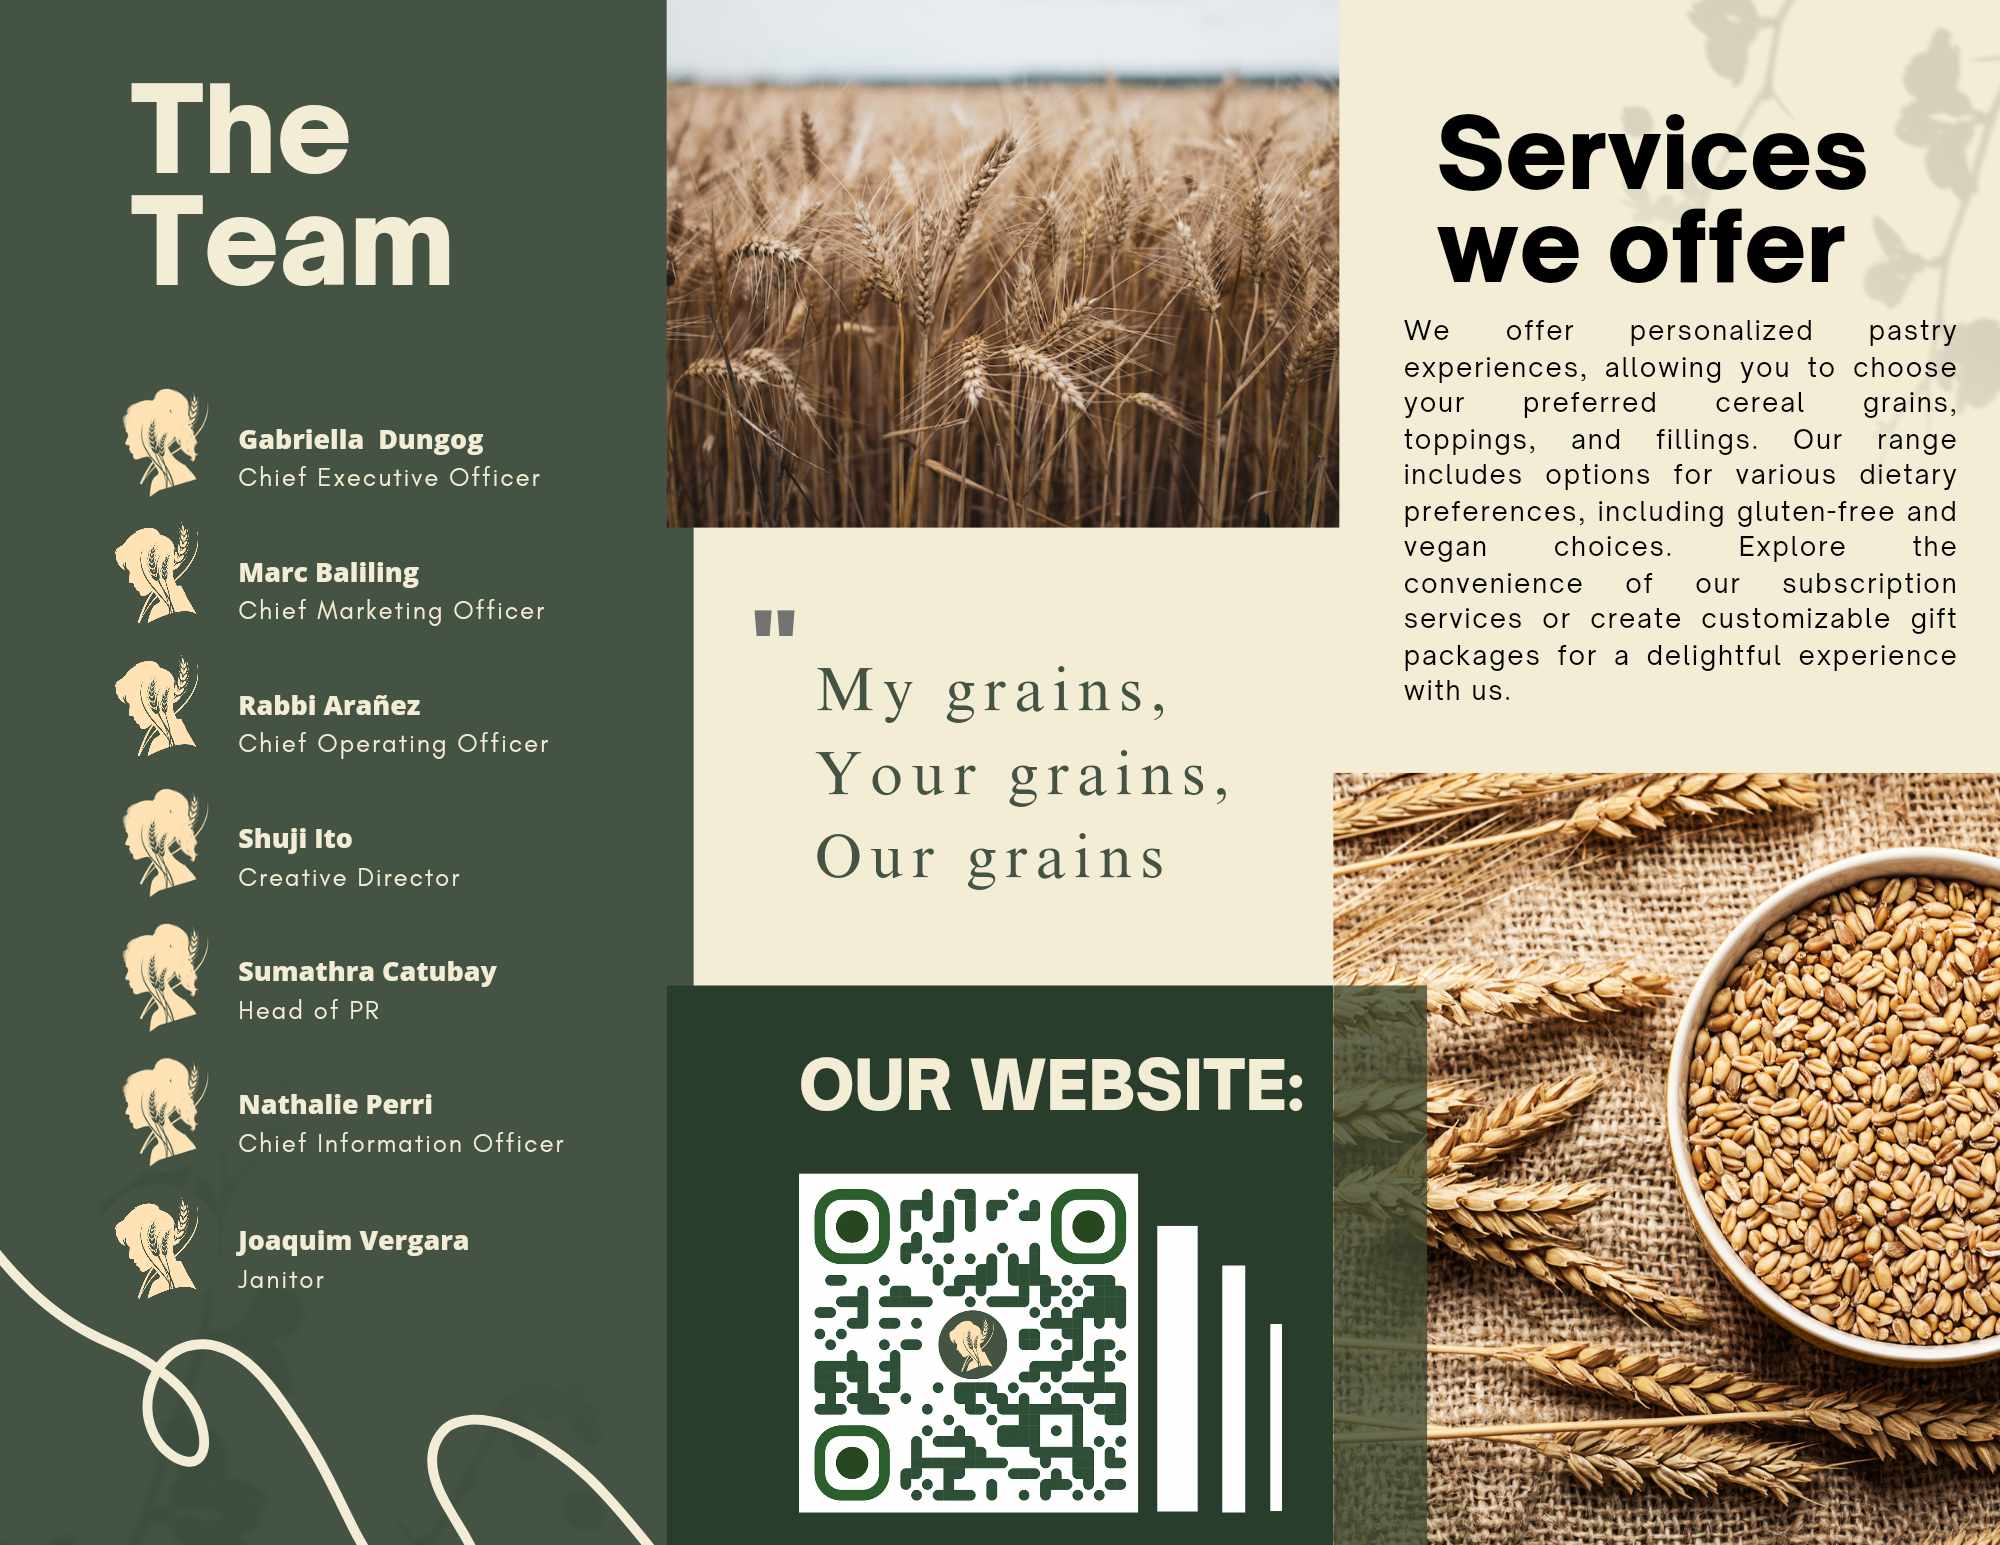 The
Team
Gabriella  Dungog
Chief Executive Officer
Marc Baliling
Chief Marketing Officer
Rabbi Arañez
Chief Operating Officer
Shuji Ito
Creative Director
Sumathra Catubay
Head of PR
Nathalie Perri
Chief Information Officer
Joaquim Vergara
Janitor
"
My grains,
Your grains,
Our grains
OUR WEBSITE:
Services
we offer
We offer personalized pastry
experiences, allowing you to choose
your preferred cereal grains,
toppings, and fillings. Our range
includes options for various dietary
preferences, including gluten-free and
vegan choices. Explore the
convenience of our subscription
services or create customizable gift
packages for a delightful experience
with us.